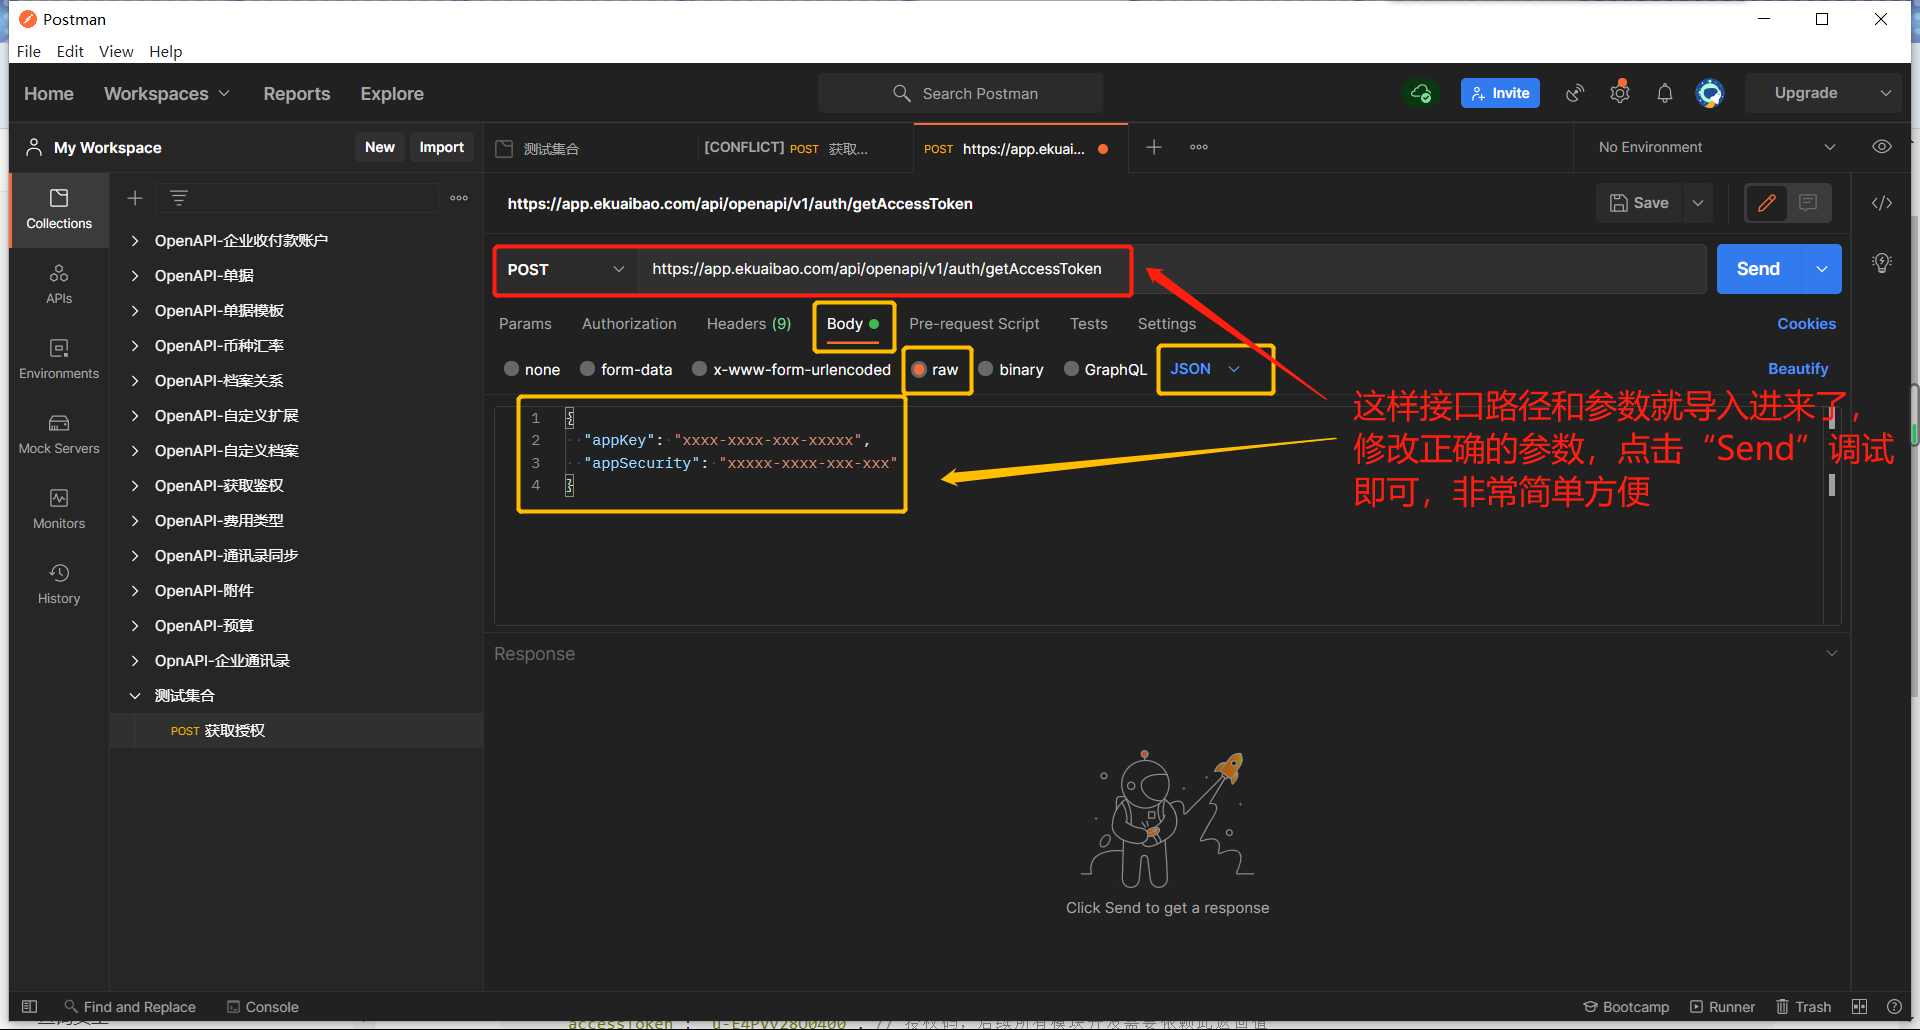 Postman
File Edit View Help
Home Workspaces Reports Explore
Search Postman
Invite
Upgrade
My Workspace
New Import
测试集合
[CONFLICT] POST 获取...
POST https://app.ekuai...
No Environment
https://app.ekuaibao.com/api/openapi/v1/auth/getAccessToken
Save
Collections
APIs
Environments
Mock Servers
Monitors
History
OpenAPI-企业收付款账户
OpenAPI-单据
OpenAPI-单据模板
OpenAPI-币种汇率
OpenAPI-档案关系
OpenAPI-自定义扩展
OpenAPI-自定义档案
OpenAPI-获取鉴权
OpenAPI-费用类型
OpenAPI-通讯录同步
OpenAPI-附件
OpenAPI-预算
OpnAPI-企业通讯录
测试集合
POST 获取授权
POST https://app.ekuaibao.com/api/openapi/v1/auth/getAccessToken
Send
Params Authorization Headers (9) Body Pre-request Script Tests Settings
Cookies
none form-data x-www-form-urlencoded raw binary GraphQL JSON
Beautify
1 {
2 "appKey": "xxxx-xxxx-xxx-xxxxx",
3 "appSecurity": "xxxxx-xxxx-xxx-xxx"
4 }
这样接口路径和参数就导入进来了，
修改正确的参数，点击“Send”调试
即可，非常简单方便
Response
Click Send to get a response
Find and Replace Console
Bootcamp Runner Trash